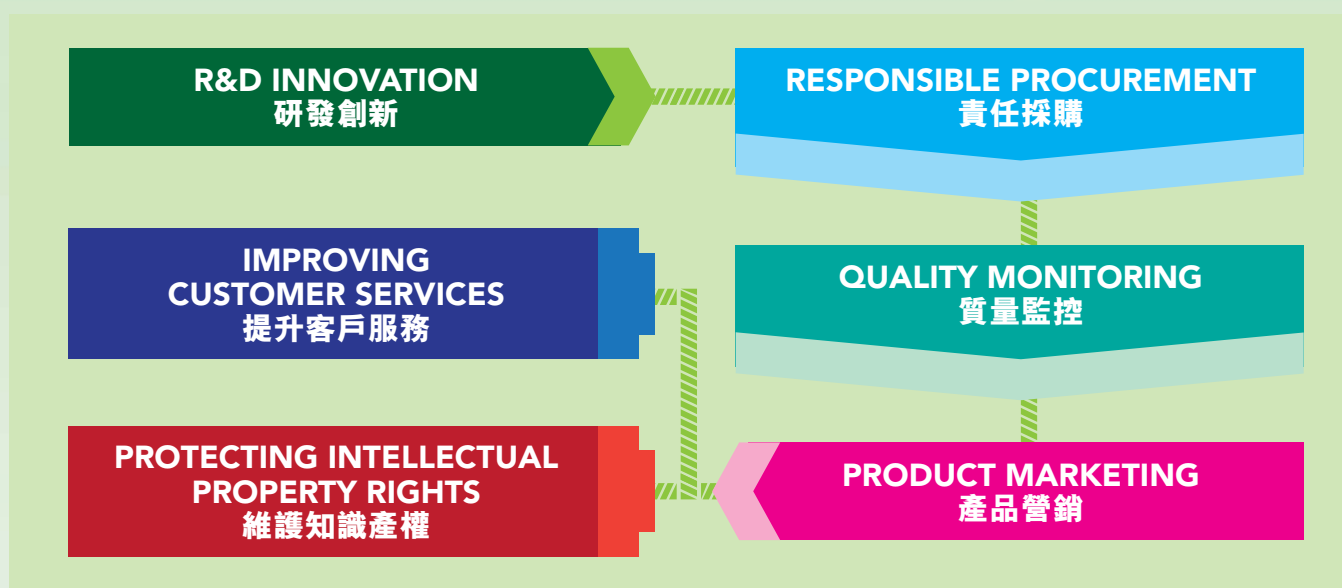 R&D INNOVATION
研發創新
RESPONSIBLE PROCUREMENT
責任採購
IMPROVING
CUSTOMER SERVICES
提升客戶服務
QUALITY MONITORING
質量監控
PROTECTING INTELLECTUAL
PROPERTY RIGHTS
維護知識產權
PRODUCT MARKETING
產品營銷